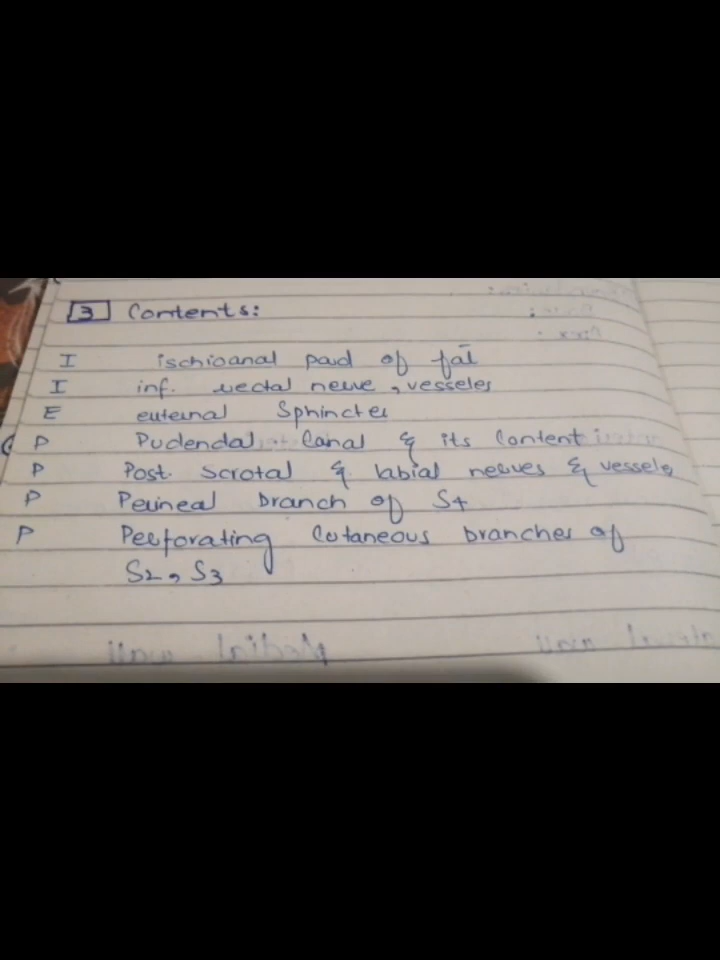 3 Contents:
I ischioanal pad of fat
I inf. rectal nerve, vesseles
E external Sphincter
P Pudendal Canal & its Content
P Post. Scrotal & labial nerves & vessels
P Perineal branch of S4
P Perforating Cutaneous branches of
S2, S3